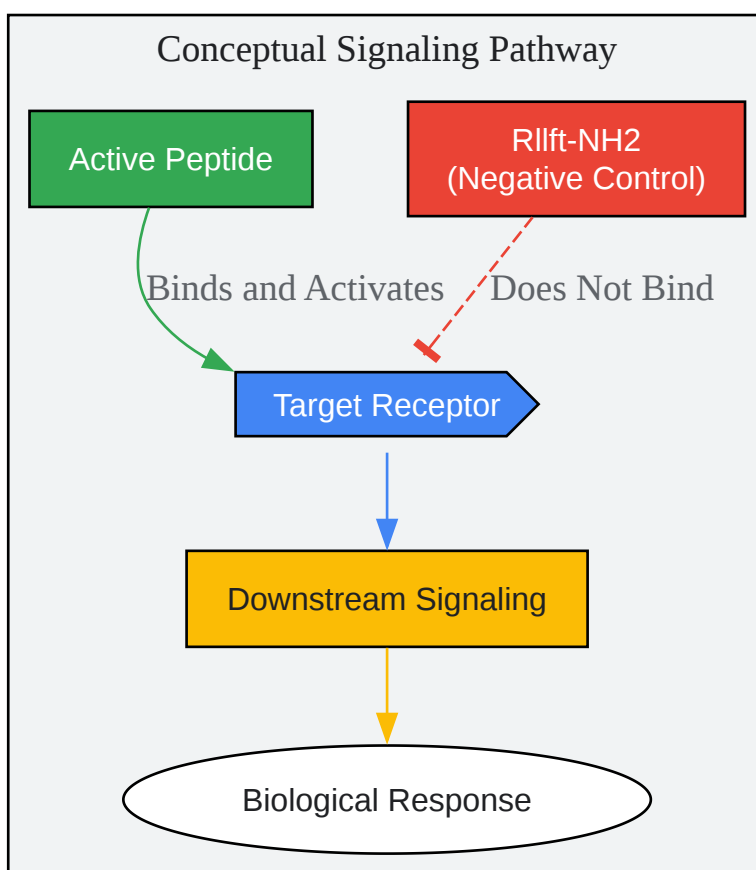 Conceptual Signaling Pathway
Active Peptide
Rllft-NH2
(Negative Control)
Binds and Activates
Does Not Bind
Target Receptor
Downstream Signaling
Biological Response